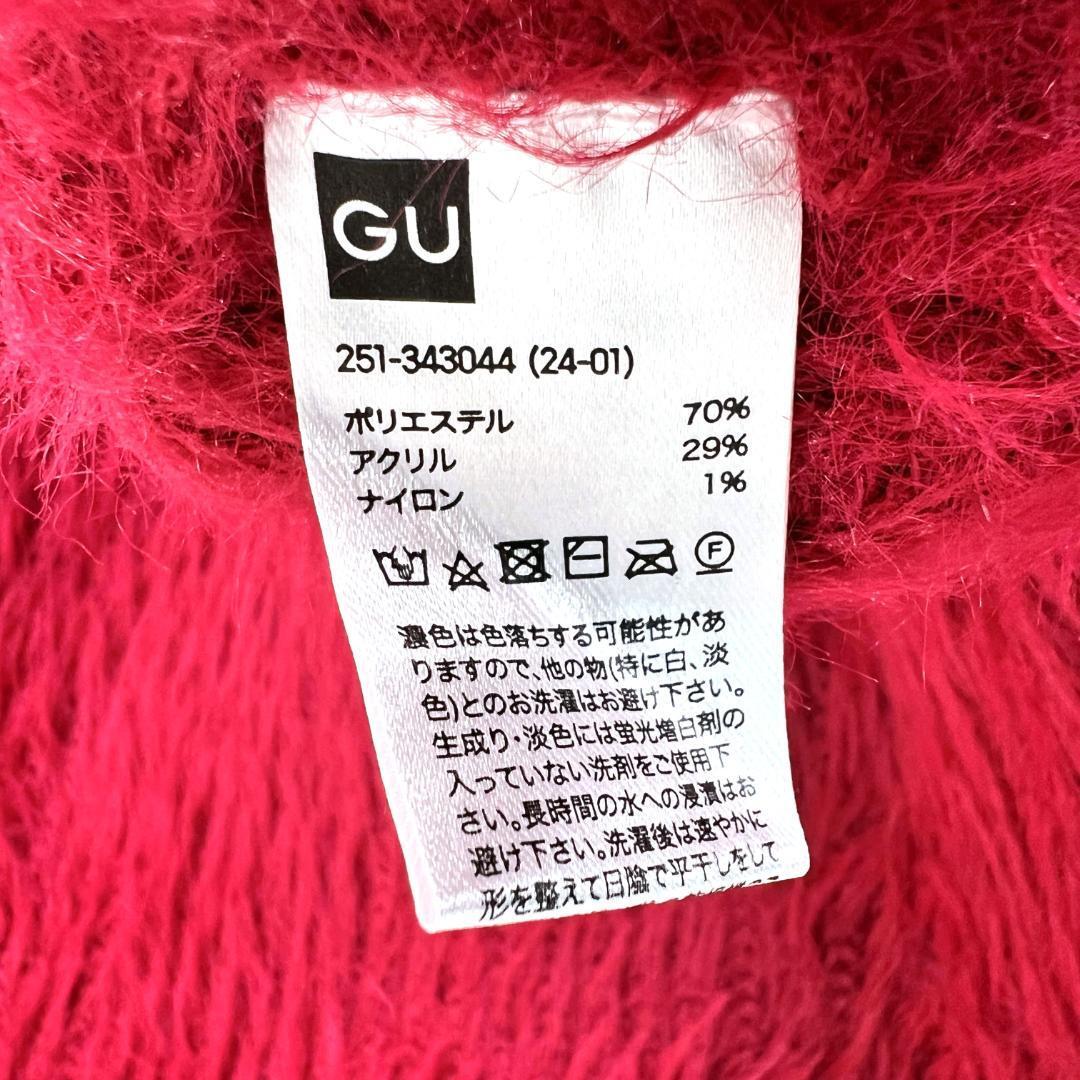 GU
251-343044 (24-01)
ポリエステル 70%
アクリル 29%
ナイロン 1%
F
濃色は色落ちする可能性があ
りますので、他の物(特に白、淡
色)とのお洗濯はお避け下さい。
生成り・淡色には蛍光増白剤の
入っていない洗剤をご使用下
さい。長時間の水への浸漬はお
避け下さい。洗濯後は速やかに
形を整えて日陰で平干しをして